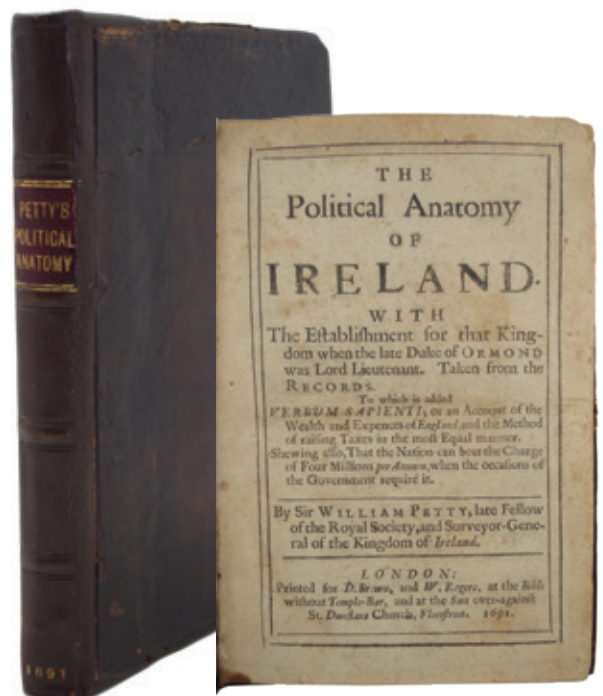 PETTY'S
POLITICAL
ANATOMY
1691
THE
Political Anatomy
OF
IRELAND.
WITH
The Eſtabliſhment for that King-
dom when the late Duke of ORMOND
was Lord Lieutenant. Taken from the
RECORDS.
To which is added
VERBUM SAPIENTI; or an Account of the
Wealth and Expences of England, and the Method
of raiſing Taxes in the moſt Equal manner.
Shewing alſo, That the Nation can bear the Charge
of Four Millions per Annum, when the occaſions of
the Government require it.
By Sir WILLIAM PETTY, late Fellow
of the Royal Society, and Surveyor-Gene-
ral of the Kingdom of Ireland.
LONDON:
Printed for D. Brown, and W. Rogers, at the Bible
without Temple-Bar, and at the Sun over-againſt
St. Dunſtans Church, Fleetſtreet. 1691.